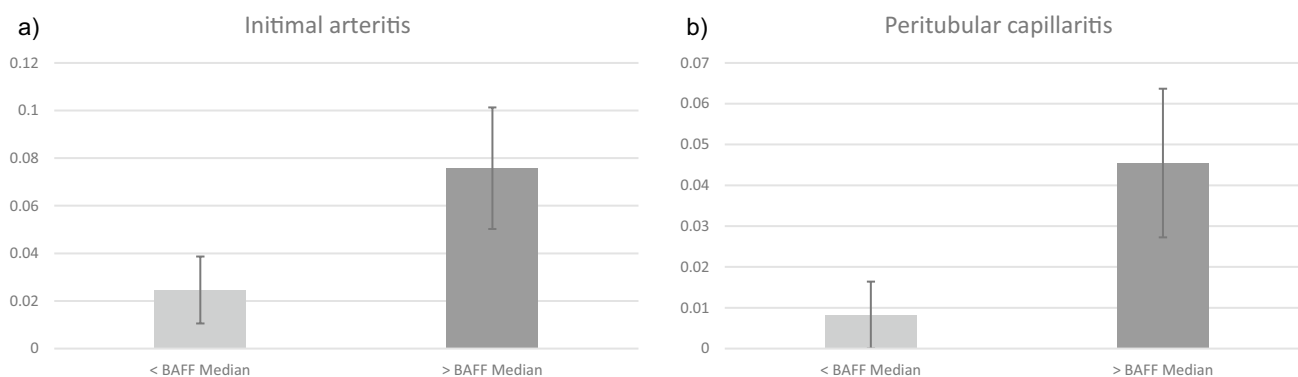 a)
Initimal arteritis
0.12
0.1
0.08
0.06
0.04
0.02
0
< BAFF Median
> BAFF Median
b)
Peritubular capillaritis
0.07
0.06
0.05
0.04
0.03
0.02
0.01
0
< BAFF Median
> BAFF Median